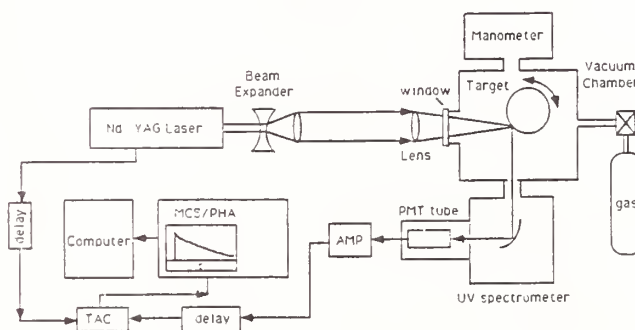 Manometer
Vacuum
Chamber
Beam
Expander
window
Target
Nd YAG Laser
Lens
gas
delay
Computer
MCS/PHA
PMT tube
AMP
UV spectrometer
TAC
delay